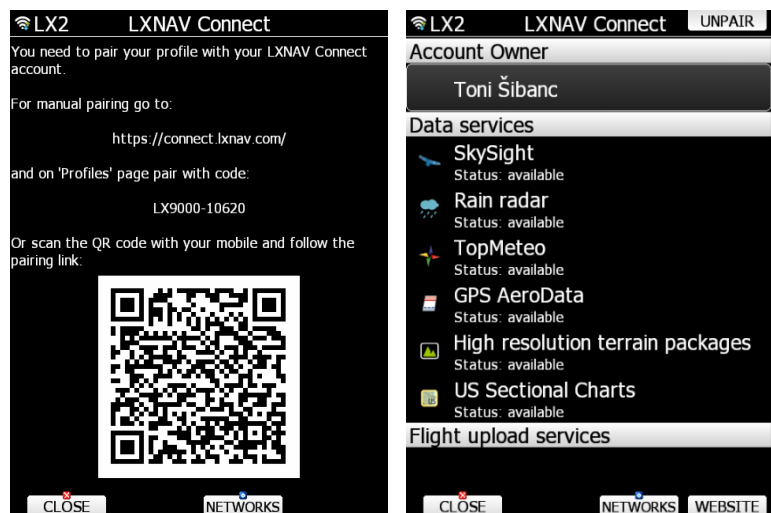 LX2 LXNAV Connect
You need to pair your profile with your LXNAV Connect
account.
For manual pairing go to:
https://connect.lxnav.com/
and on 'Profiles' page pair with code:
LX9000-10620
Or scan the QR code with your mobile and follow the
pairing link:
CLOSE NETWORKS
LX2 LXNAV Connect UNPAIR
Account Owner
Toni Šibanc
Data services
SkySight
Status: available
Rain radar
Status: available
TopMeteo
Status: available
GPS AeroData
Status: available
High resolution terrain packages
Status: available
US Sectional Charts
Status: available
Flight upload services
CLOSE NETWORKS WEBSITE